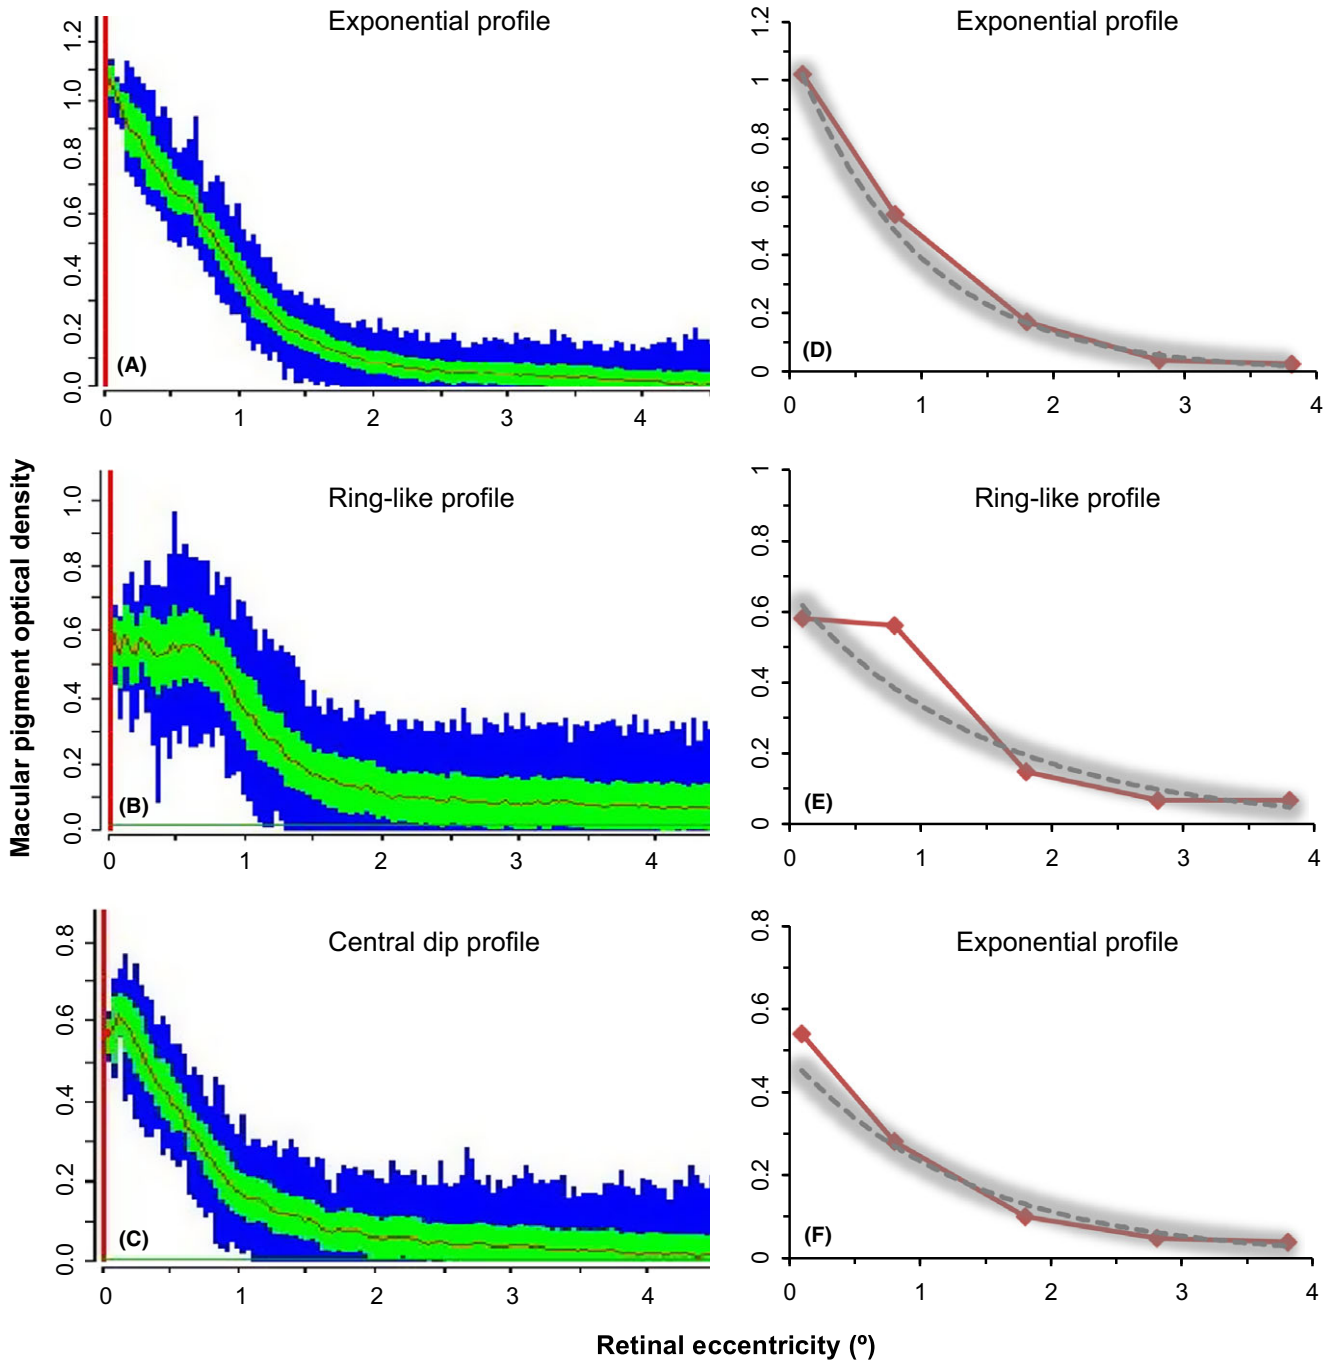 Exponential profile
1.2
1.0
0.8
0.6
0.4
0.2
0.0
(A)
0 1 2 3 4
Exponential profile
1.2
1
0.8
0.6
0.4
0.2
0
(D)
0 1 2 3 4
Macular pigment optical density
Ring-like profile
1.0
0.8
0.6
0.4
0.2
0.0
(B)
0 1 2 3 4
Ring-like profile
1
0.8
0.6
0.4
0.2
0
(E)
0 1 2 3 4
Central dip profile
0.8
0.6
0.4
0.2
0.0
(C)
0 1 2 3 4
Exponential profile
0.8
0.6
0.4
0.2
0
(F)
0 1 2 3 4
Retinal eccentricity (º)